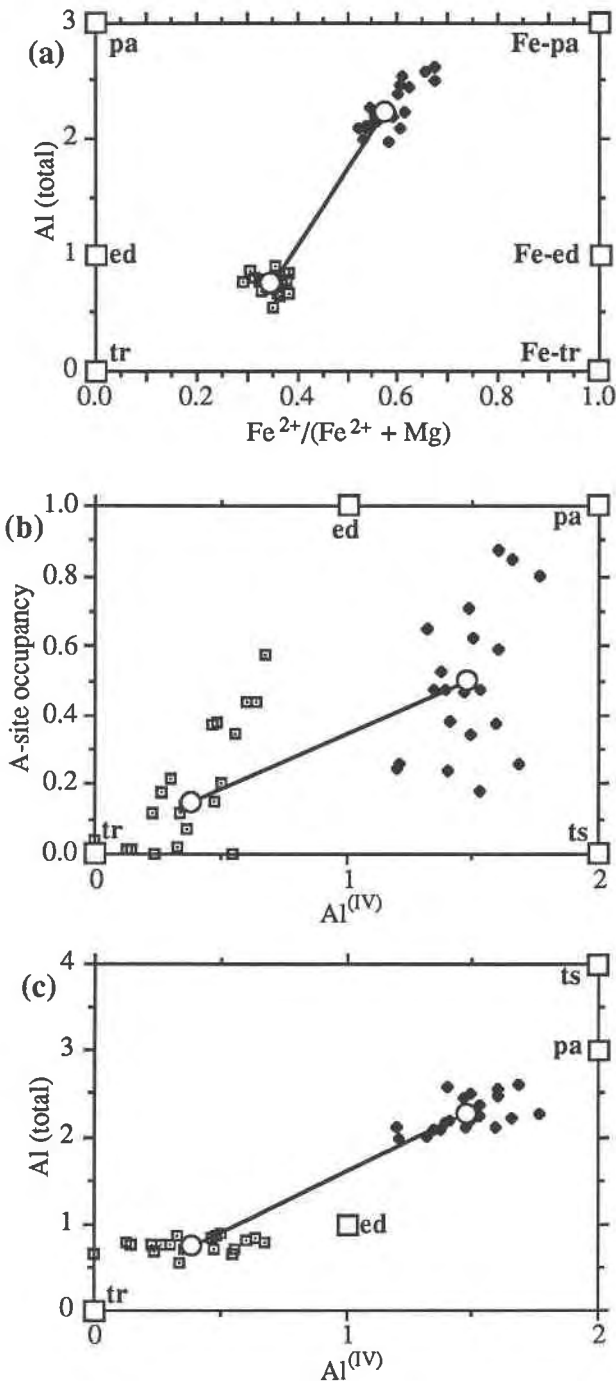 (a)
3
pa
Fe-pa
2
Al (total)
1
ed
Fe-ed
tr
Fe-tr
0
0.0 0.2 0.4 0.6 0.8 1.0
Fe2+/(Fe2+ + Mg)
(b)
1.0
ed
pa
0.8
0.6
A-site occupancy
0.4
0.2
tr
ts
0.0
0 1 2
Al(IV)
(c)
4
ts
3
pa
Al (total)
2
1
ed
tr
0
0 1 2
Al(IV)